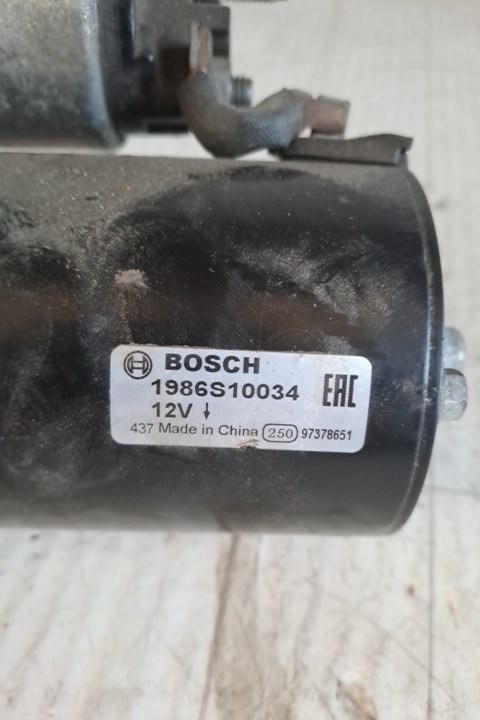 BOSCH
1986S10034
EAC
12V
437 Made in China 250 97378651